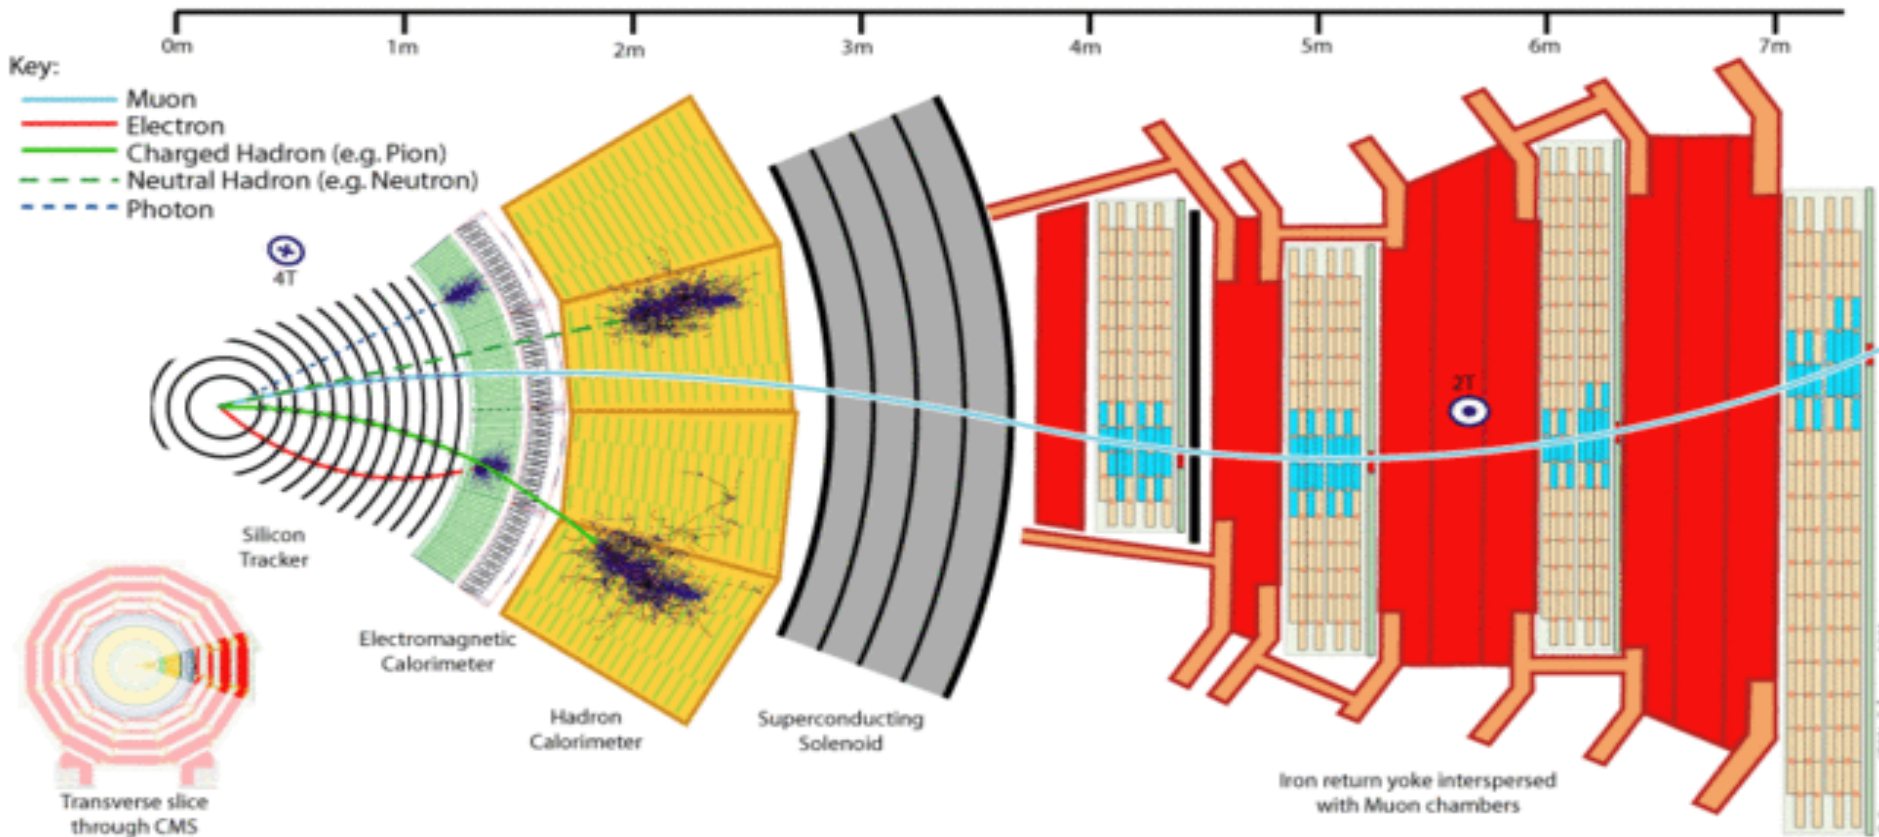 0m 1m 2m 3m 4m 5m 6m 7m
Key:
Muon
Electron
Charged Hadron (e.g. Pion)
Neutral Hadron (e.g. Neutron)
Photon
4T
2T
Silicon
Tracker
Electromagnetic
Calorimeter
Hadron
Calorimeter
Superconducting
Solenoid
Iron return yoke interspersed
with Muon chambers
Transverse slice
through CMS